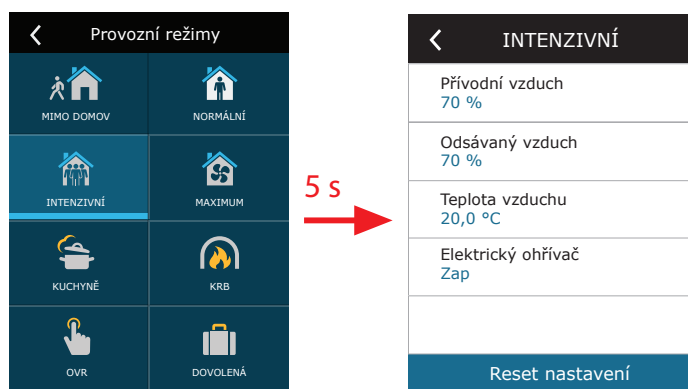 Provozní režimy
MIMO DOMOV
NORMÁLNÍ
INTENZIVNÍ
MAXIMUM
KUCHYNĚ
KRB
OVR
DOVOLENÁ
5 s
INTENZIVNÍ
Přívodní vzduch
70 %
Odsávaný vzduch
70 %
Teplota vzduchu
20,0 °C
Elektrický ohřívač
Zap
Reset nastavení